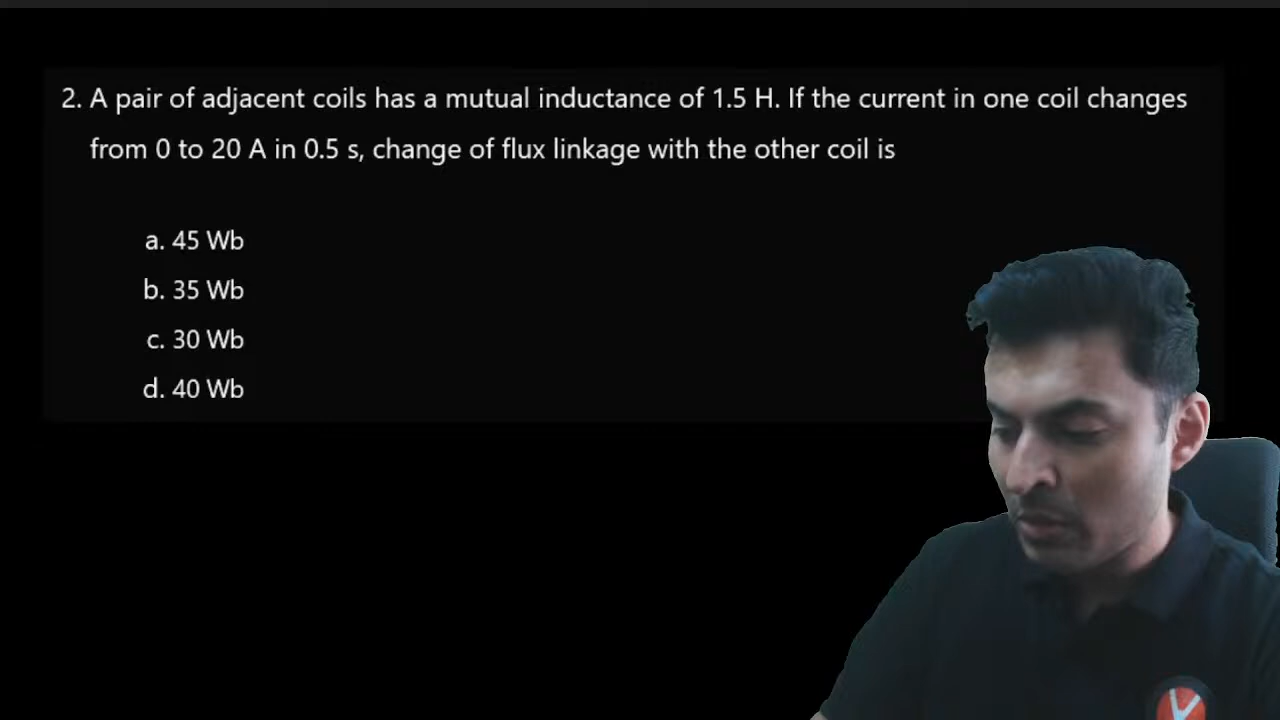 2. A pair of adjacent coils has a mutual inductance of 1.5 H. If the current in one coil changes
from 0 to 20 A in 0.5 s, change of flux linkage with the other coil is
a. 45 Wb
b. 35 Wb
c. 30 Wb
d. 40 Wb